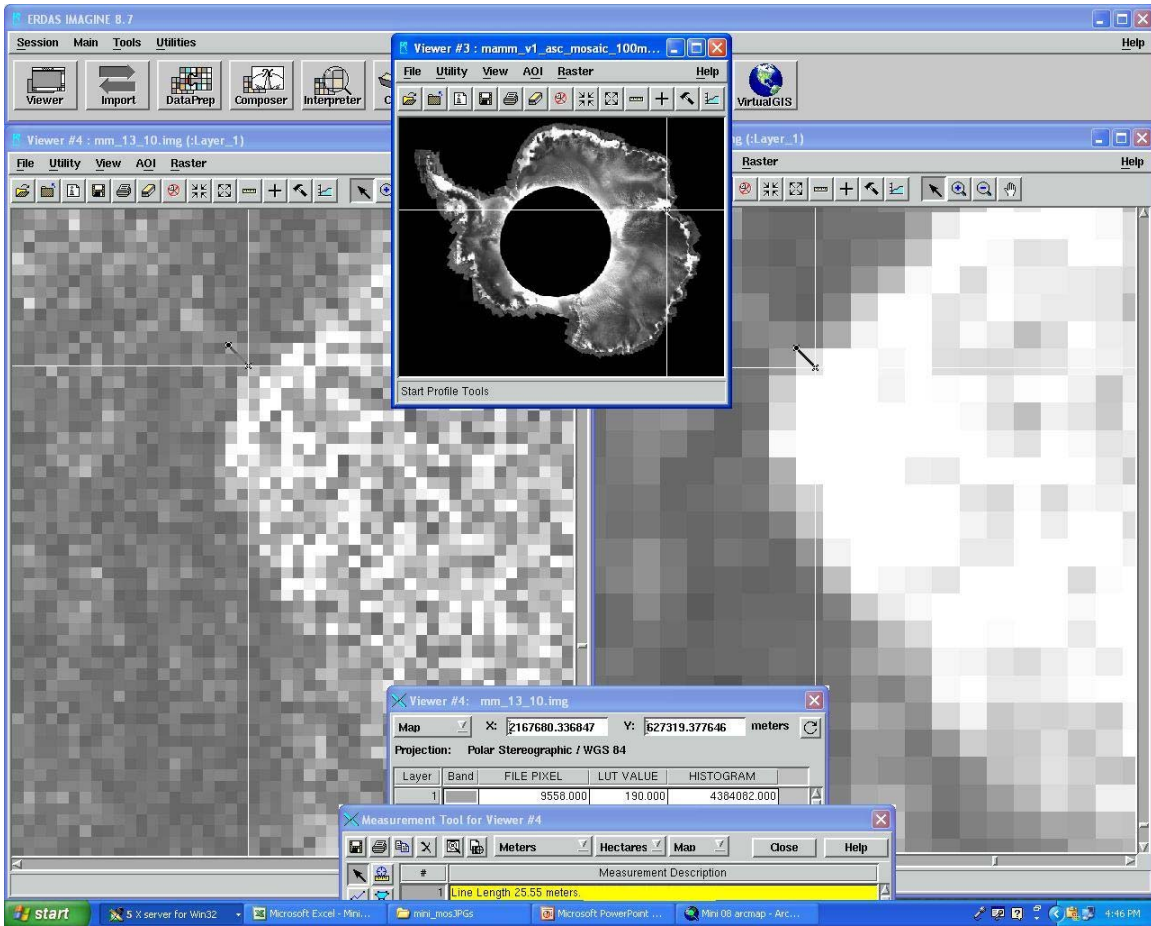 ERDAS IMAGINE 8.7
Session Main Tools Utilities Help
Viewer Import DataPrep Composer Interpreter VirtualGIS
Viewer #3 : mamm_v1_asc_mosaic_100m...
File Utility View AOI Raster Help
Start Profile Tools
Viewer #4 : mm_13_10.img (:Layer_1)
File Utility View AOI Raster
ng (:Layer_1)
Raster Help
Viewer #4: mm_13_10.img
Map X: 2167680.336847 Y: 627319.377646 meters
Projection: Polar Stereographic / WGS 84
Layer Band FILE PIXEL LUT VALUE HISTOGRAM
1 9558.000 190.000 4384082.000
Measurement Tool for Viewer #4
Meters Hectares Map Close Help
# Measurement Description
1 Line Length 25.55 meters.
start 5 X server for Win32 Microsoft Excel - Mini... mini_mosJPGs Microsoft PowerPoint ... Mini 08 arcmap - Arc... 4:46 PM